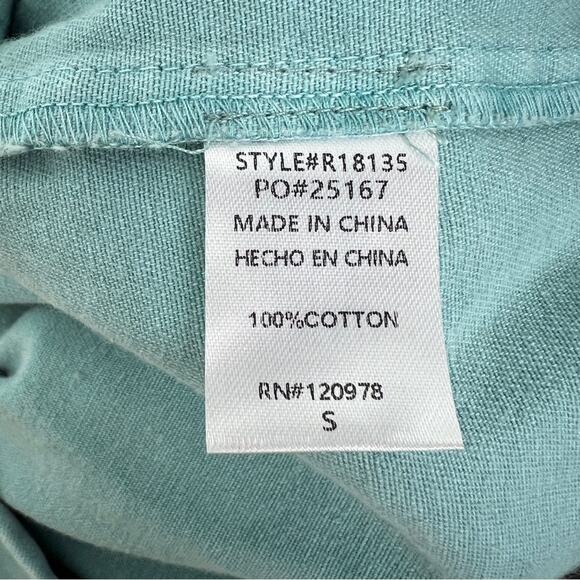 STYLE#R18135
PO#25167
MADE IN CHINA
HECHO EN CHINA
100%COTTON
RN#120978
S